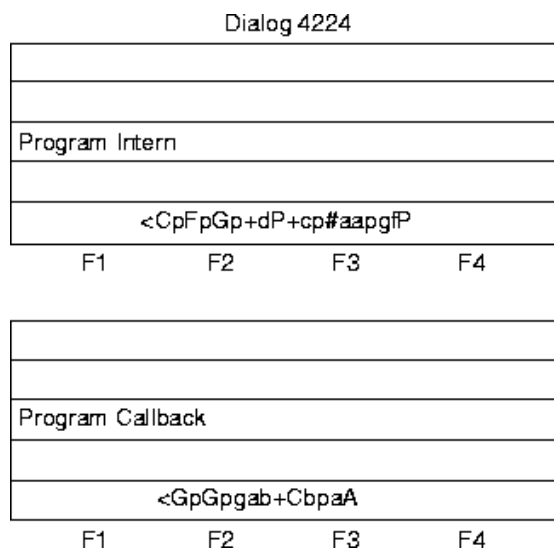 Dialog 4224
Program Intern
<CpFpGp+dP+cp#aapgfP
F1 F2 F3 F4
Program Callback
<GpGpgab+CbpaA
F1 F2 F3 F4